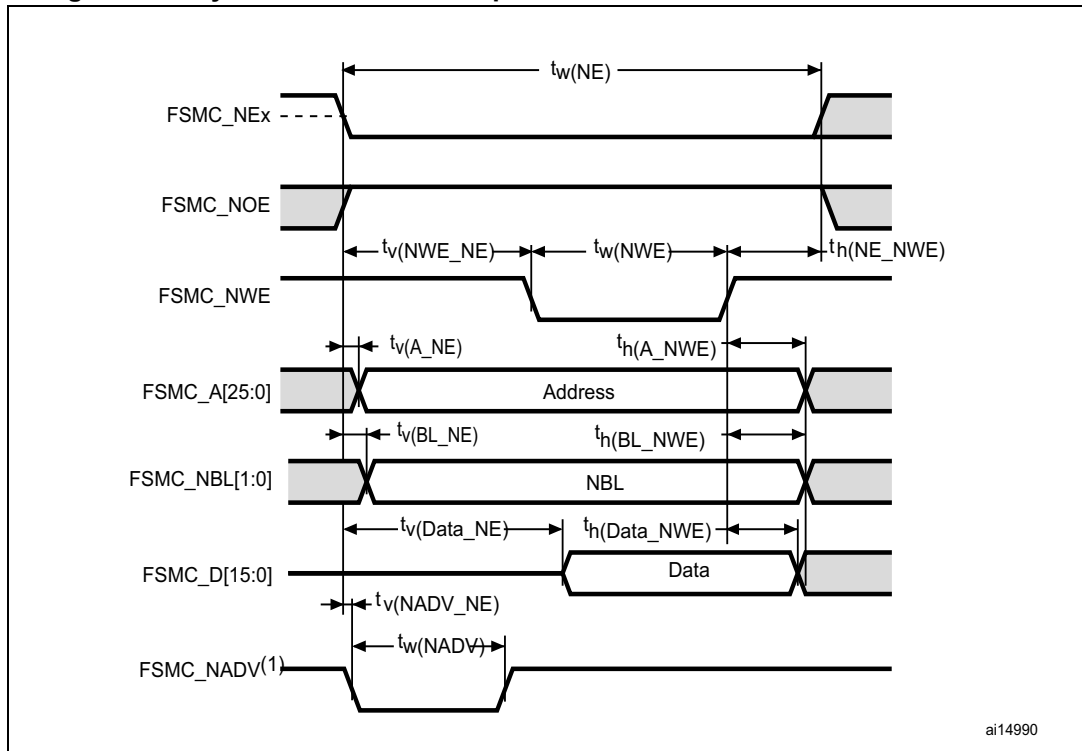 tw(NE)
FSMC_NEx
FSMC_NOE
tv(NWE_NE)
tw(NWE)
th(NE_NWE)
FSMC_NWE
tv(A_NE)
th(A_NWE)
FSMC_A[25:0]
Address
tv(BL_NE)
th(BL_NWE)
FSMC_NBL[1:0]
NBL
tv(Data_NE)
th(Data_NWE)
FSMC_D[15:0]
Data
tv(NADV_NE)
tw(NADV)
FSMC_NADV(1)
ai14990